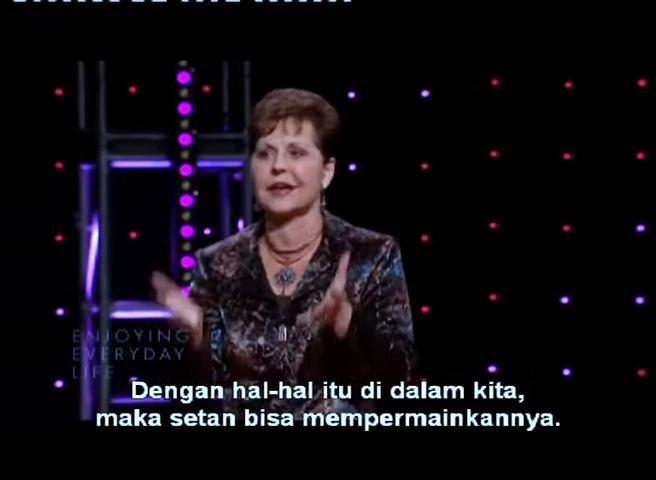 ENJOYING
EVERYDAY
LIFE
Dengan hal-hal itu di dalam kita,
maka setan bisa mempermainkannya.